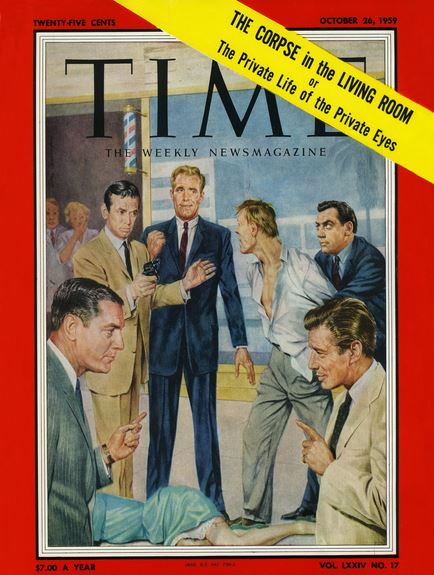 TWENTY-FIVE CENTS
OCTOBER 26, 1959
THE CORPSE in the LIVING ROOM
or
The Private Life of the Private Eyes
TIME
THE WEEKLY NEWSMAGAZINE
$7.00 A YEAR
VOL. LXXIV NO. 17